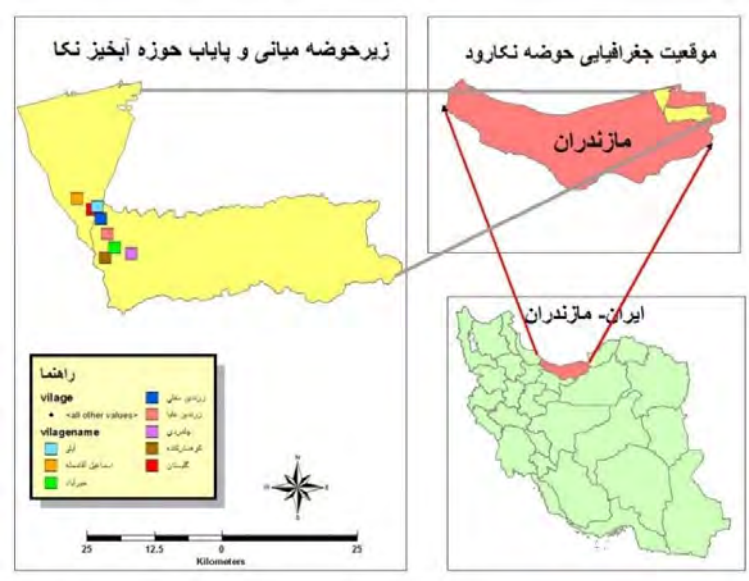 موقعیت جغرافیایی حوضه نکارود
مازندران
زیرحوضه میانی و پایاب حوزه آبخیز نکا
ایران- مازندران
راهنما
vilage
<all other values>
vilagename
آبلو
گلستان
N
25 12.5 0 25
Kilometers